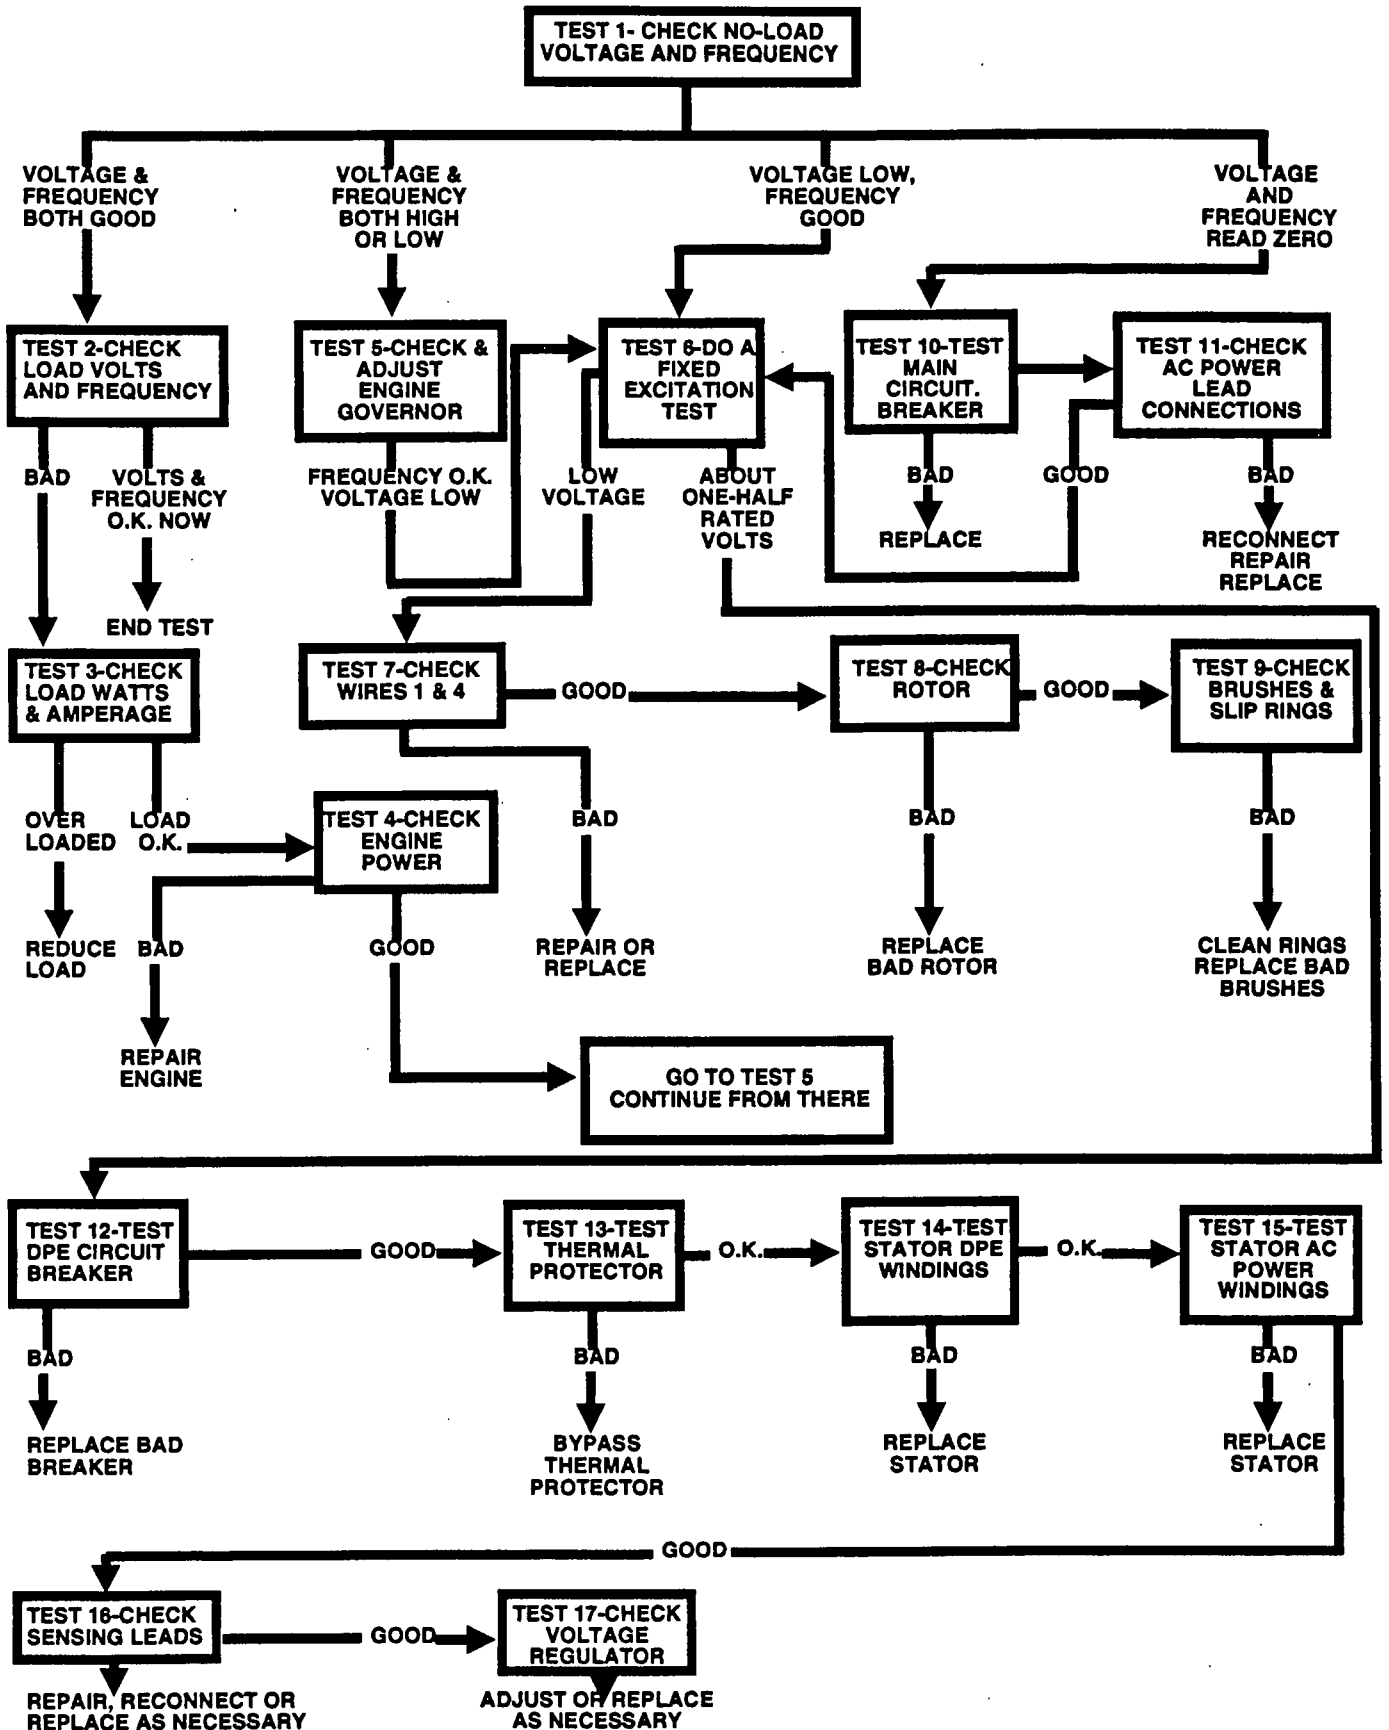 TEST 1- CHECK NO-LOAD
VOLTAGE AND FREQUENCY
VOLTAGE &
FREQUENCY
BOTH GOOD
VOLTAGE &
FREQUENCY
BOTH HIGH
OR LOW
VOLTAGE LOW,
FREQUENCY
GOOD
VOLTAGE
AND
FREQUENCY
READ ZERO
TEST 2-CHECK
LOAD VOLTS
AND FREQUENCY
TEST 5-CHECK &
ADJUST
ENGINE
GOVERNOR
TEST 6-DO A
FIXED
EXCITATION
TEST
TEST 10-TEST
MAIN
CIRCUIT.
BREAKER
TEST 11-CHECK
AC POWER
LEAD
CONNECTIONS
BAD
VOLTS &
FREQUENCY
O.K. NOW
FREQUENCY O.K.
VOLTAGE LOW
LOW
VOLTAGE
ABOUT
ONE-HALF
RATED
VOLTS
BAD
GOOD
BAD
REPLACE
RECONNECT
REPAIR
REPLACE
END TEST
TEST 3-CHECK
LOAD WATTS
& AMPERAGE
TEST 7-CHECK
WIRES 1 & 4
GOOD
TEST 8-CHECK
ROTOR
GOOD
TEST 9-CHECK
BRUSHES &
SLIP RINGS
OVER
LOADED
LOAD
O.K.
TEST 4-CHECK
ENGINE
POWER
BAD
BAD
BAD
REDUCE
LOAD
BAD
GOOD
REPAIR OR
REPLACE
REPLACE
BAD ROTOR
CLEAN RINGS
REPLACE BAD
BRUSHES
REPAIR
ENGINE
GO TO TEST 5
CONTINUE FROM THERE
TEST 12-TEST
DPE CIRCUIT
BREAKER
GOOD
TEST 13-TEST
THERMAL
PROTECTOR
O.K.
TEST 14-TEST
STATOR DPE
WINDINGS
O.K.
TEST 15-TEST
STATOR AC
POWER
WINDINGS
BAD
BAD
BAD
BAD
REPLACE BAD
BREAKER
BYPASS
THERMAL
PROTECTOR
REPLACE
STATOR
REPLACE
STATOR
GOOD
TEST 16-CHECK
SENSING LEADS
GOOD
TEST 17-CHECK
VOLTAGE
REGULATOR
REPAIR, RECONNECT OR
REPLACE AS NECESSARY
ADJUST OR REPLACE
AS NECESSARY